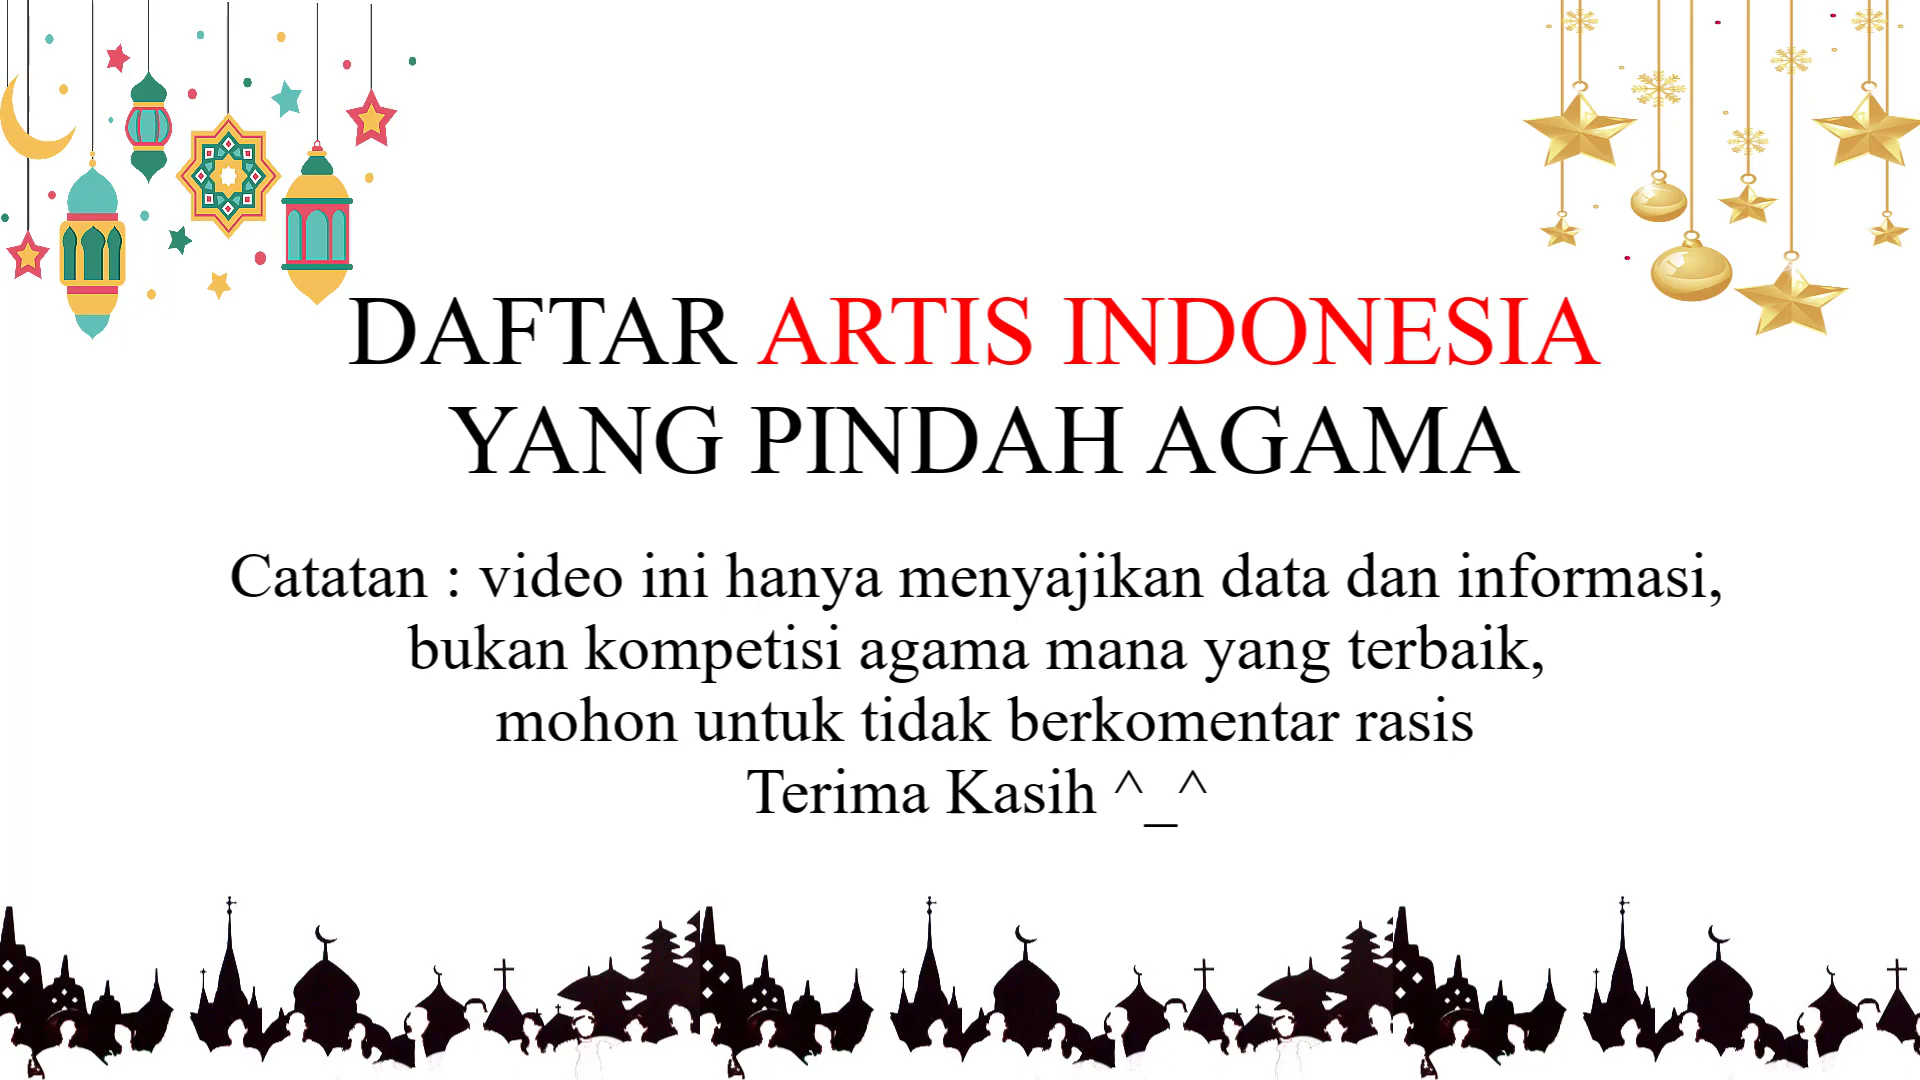 DAFTAR ARTIS INDONESIA
YANG PINDAH AGAMA
Catatan : video ini hanya menyajikan data dan informasi,
bukan kompetisi agama mana yang terbaik,
mohon untuk tidak berkomentar rasis
Terima Kasih ^_^